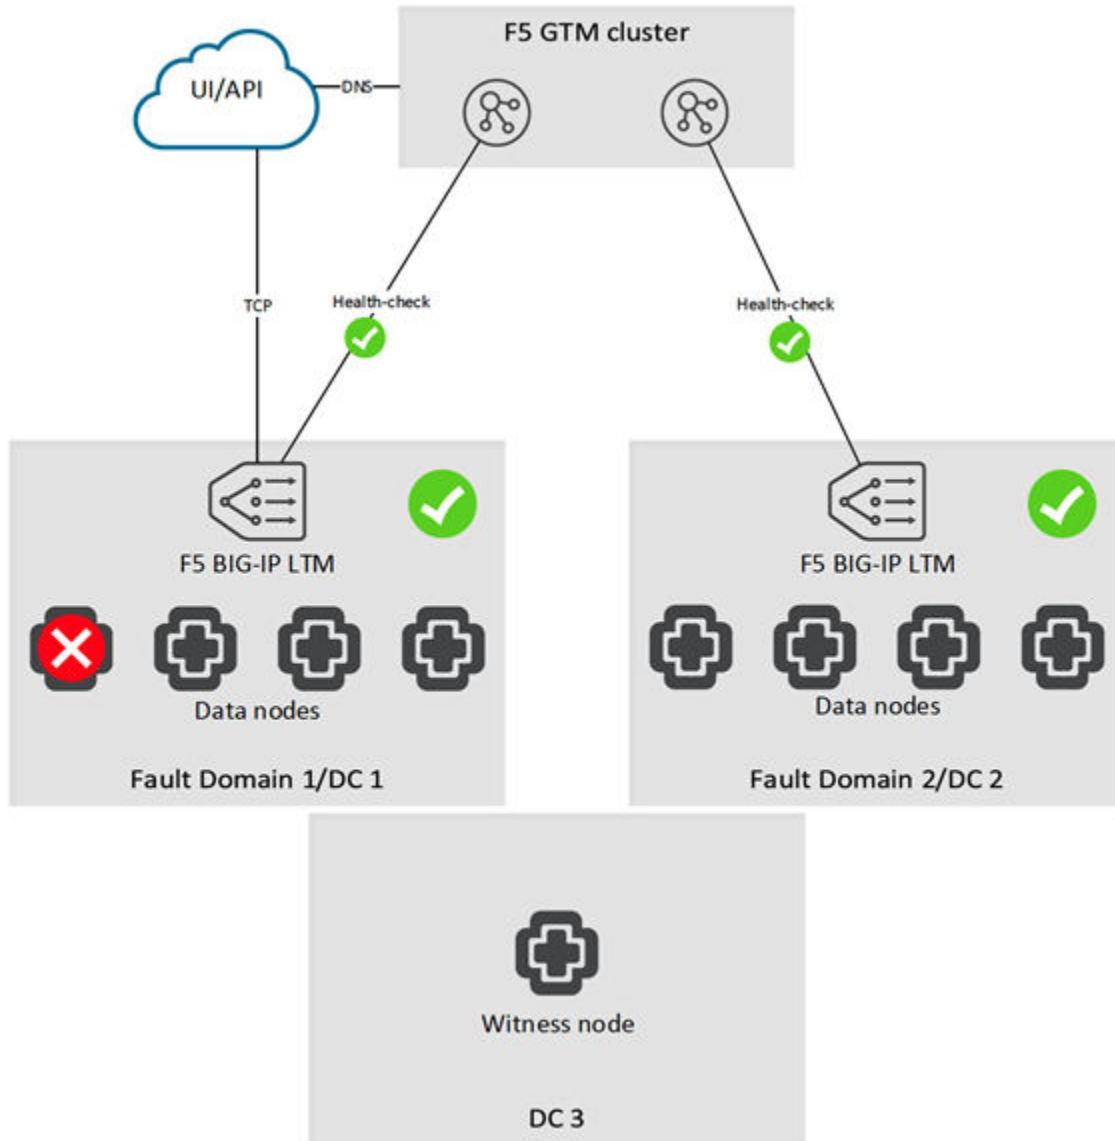 F5 GTM cluster
UI/API
DNS
TCP
Health-check
Health-check
F5 BIG-IP LTM
F5 BIG-IP LTM
Data nodes
Data nodes
Fault Domain 1/DC 1
Fault Domain 2/DC 2
Witness node
DC 3